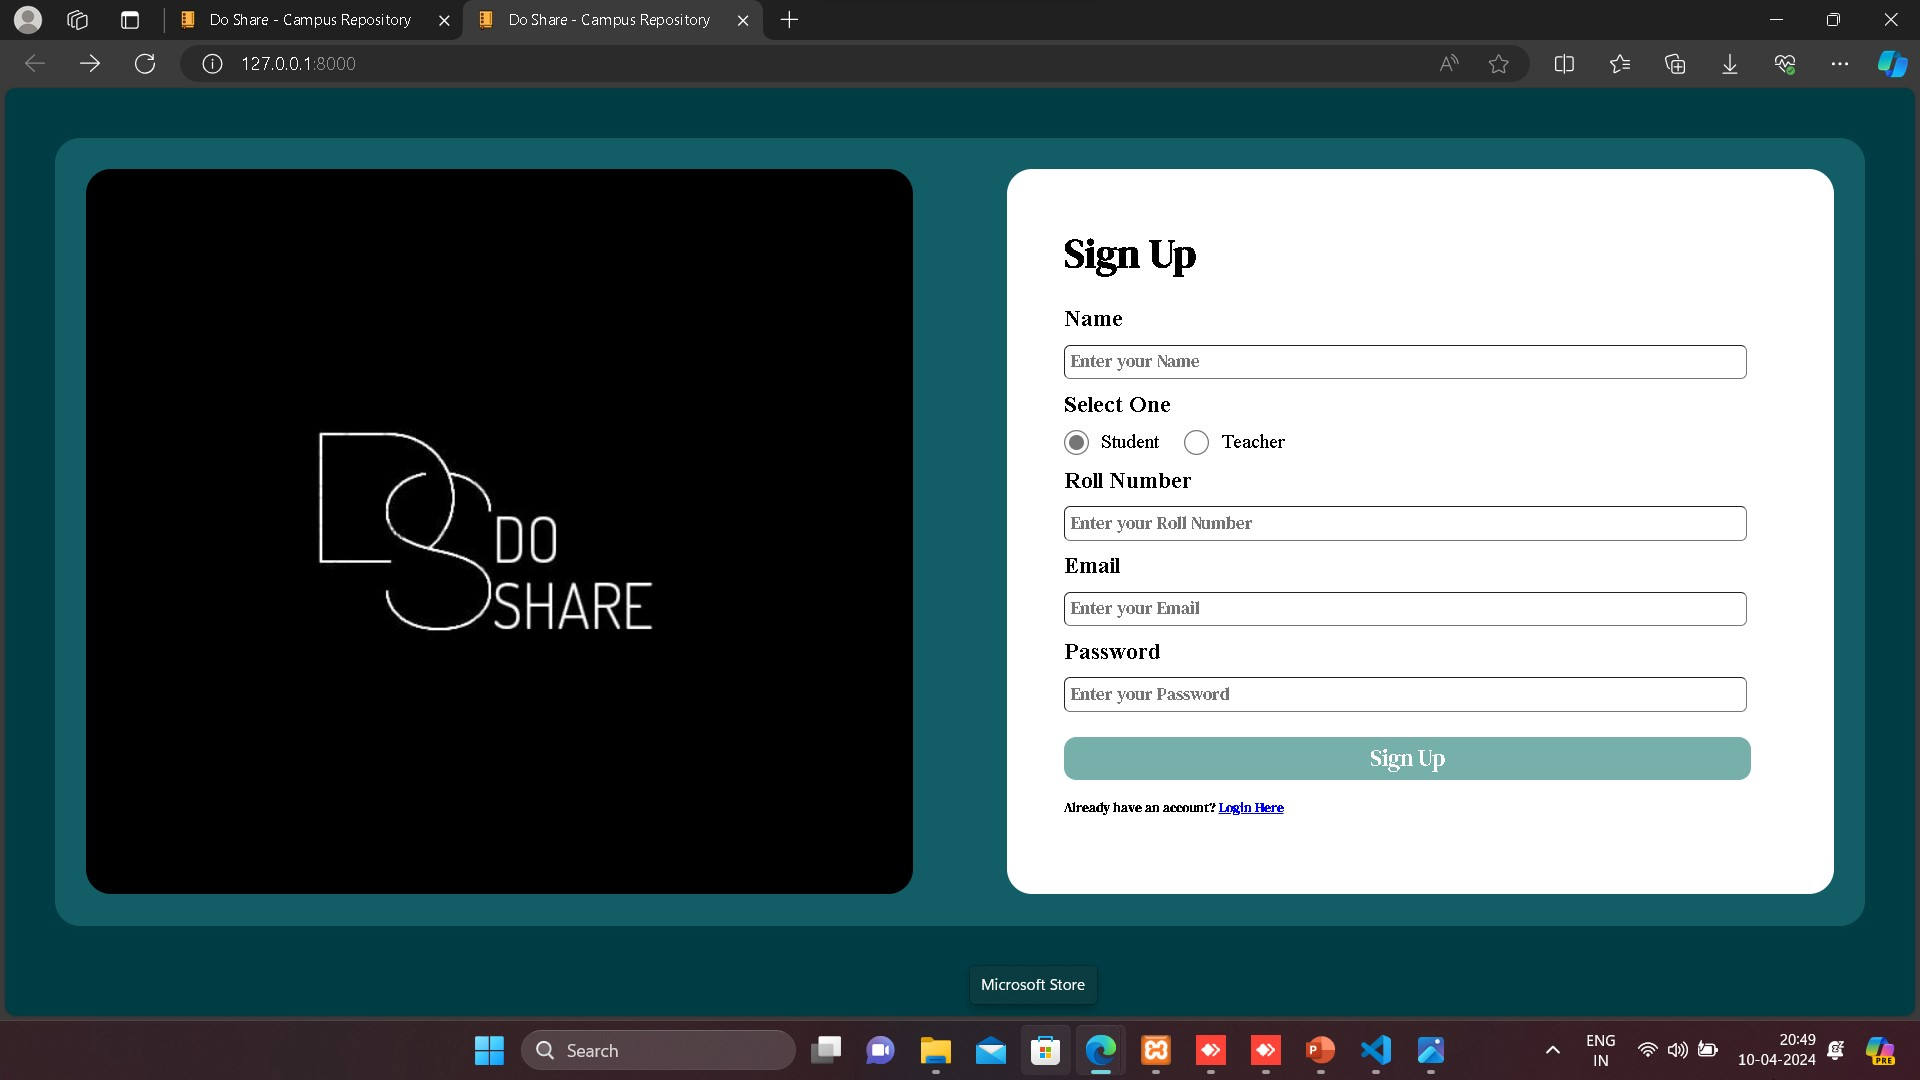 Do Share - Campus Repository
Do Share - Campus Repository
127.0.0.1:8000
DS
DO
SHARE
Sign Up
Name
Enter your Name
Select One
Student Teacher
Roll Number
Enter your Roll Number
Email
Enter your Email
Password
Enter your Password
Sign Up
Already have an account? Login Here
Microsoft Store
Search
ENG
IN
20:49
10-04-2024
PRE